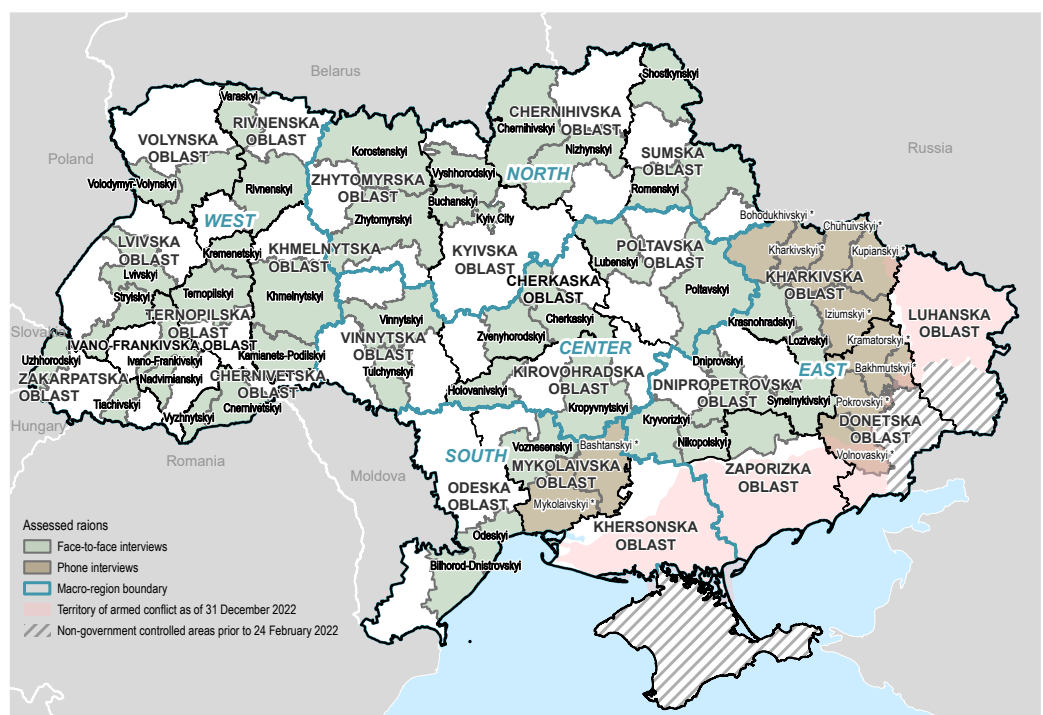 Belarus
Shostkynskyi
Varaskyi
RIVNENSKA
OBLAST
CHERNIHIVSKA
OBLAST
VOLYNSKA
OBLAST
Chernihivskyi
Nizhynskyi
Russia
Poland
Korostenskyi
SUMSKA
OBLAST
Volodymyr-Volynskyi
Rivnenskyi
ZHYTOMYRSKA
OBLAST
Vyshhorodskyi
NORTH
Romenskyi
Buchanskyi
WEST
Zhytomyrskyi
Kyiv City
Bohodukhivskyi *
Chuhuivskyi *
LVIVSKA
OBLAST
Kremenetskyi
KHMELNYTSKA
OBLAST
KYIVSKA
OBLAST
POLTAVSKA
OBLAST
Lubenskyi
Kharkivskyi *
Kupianskyi *
Lvivskyi
CHERKASKA
OBLAST
KHARKIVSKA
OBLAST
Stryiskyi
Ternopilskyi
Khmelnytskyi
Poltavskyi
TERNOPILSKA
OBLAST
Vinnytskyi
Cherkaskyi
Krasnohradskyi
Iziumskyi *
LUHANSKA
OBLAST
Slovakia
IVANO-FRANKIVSKA OBLAST
VINNYTSKA
OBLAST
Zvenyhorodskyi
CENTER
Lozivskyi
Kramatorskyi *
Uzhhorodskyi
Ivano-Frankivskyi
Kamianets-Podilskyi
Dniprovskyi
EAST
Bakhmutskyi *
ZAKARPATSKA
OBLAST
Nadvirnianskyi
CHERNIVETSKA
OBLAST
Tulchynskyi
KIROVOHRADSKA
OBLAST
DNIPROPETROVSKA
OBLAST
Holovanivskyi
Synelnykivskyi
Pokrovskyi *
Tiachivskyi
Vyzhnytskyi
Chernivetskyi
Kropyvnytskyi
Kryvorizkyi
DONETSKA
OBLAST
Hungary
Voznesenskyi
Bashtanskyi *
Nikopolskyi
Volnovaskyi *
Romania
Moldova
SOUTH
MYKOLAIVSKA
OBLAST
ZAPORIZKA
OBLAST
ODESKA
OBLAST
Mykolaivskyi *
KHERSONSKA
OBLAST
Odeskyi
Bilhorod-Dnistrovskyi
Assessed raions
Face-to-face interviews
Phone interviews
Macro-region boundary
Territory of armed conflict as of 31 December 2022
Non-government controlled areas prior to 24 February 2022